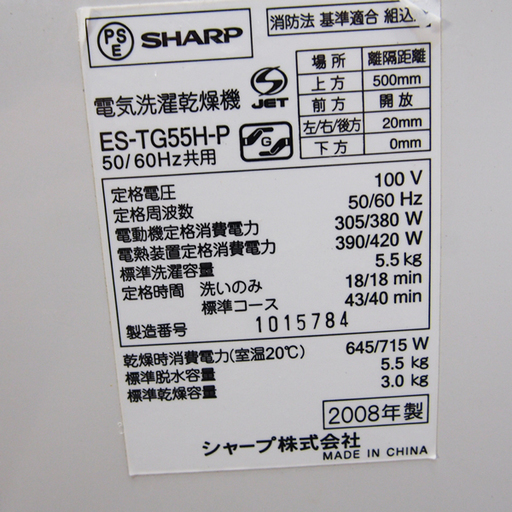 PS E SHARP
消防法 基準適合 組込
場所 離隔距離
上方 500mm
前方 開放
左/右/後方 20mm
下方 0mm
電気洗濯乾燥機
S JET
ES-TG55H-P
50/60Hz共用
G
定格電圧 100 V
定格周波数 50/60 Hz
電動機定格消費電力 305/380 W
電熱装置定格消費電力 390/420 W
標準洗濯容量 5.5 kg
定格時間 洗いのみ 18/18 min
標準コース 43/40 min
製造番号 1015784
乾燥時消費電力(室温20℃) 645/715 W
標準脱水容量 5.5 kg
標準乾燥容量 3.0 kg
2008年製
シャープ株式会社
MADE IN CHINA